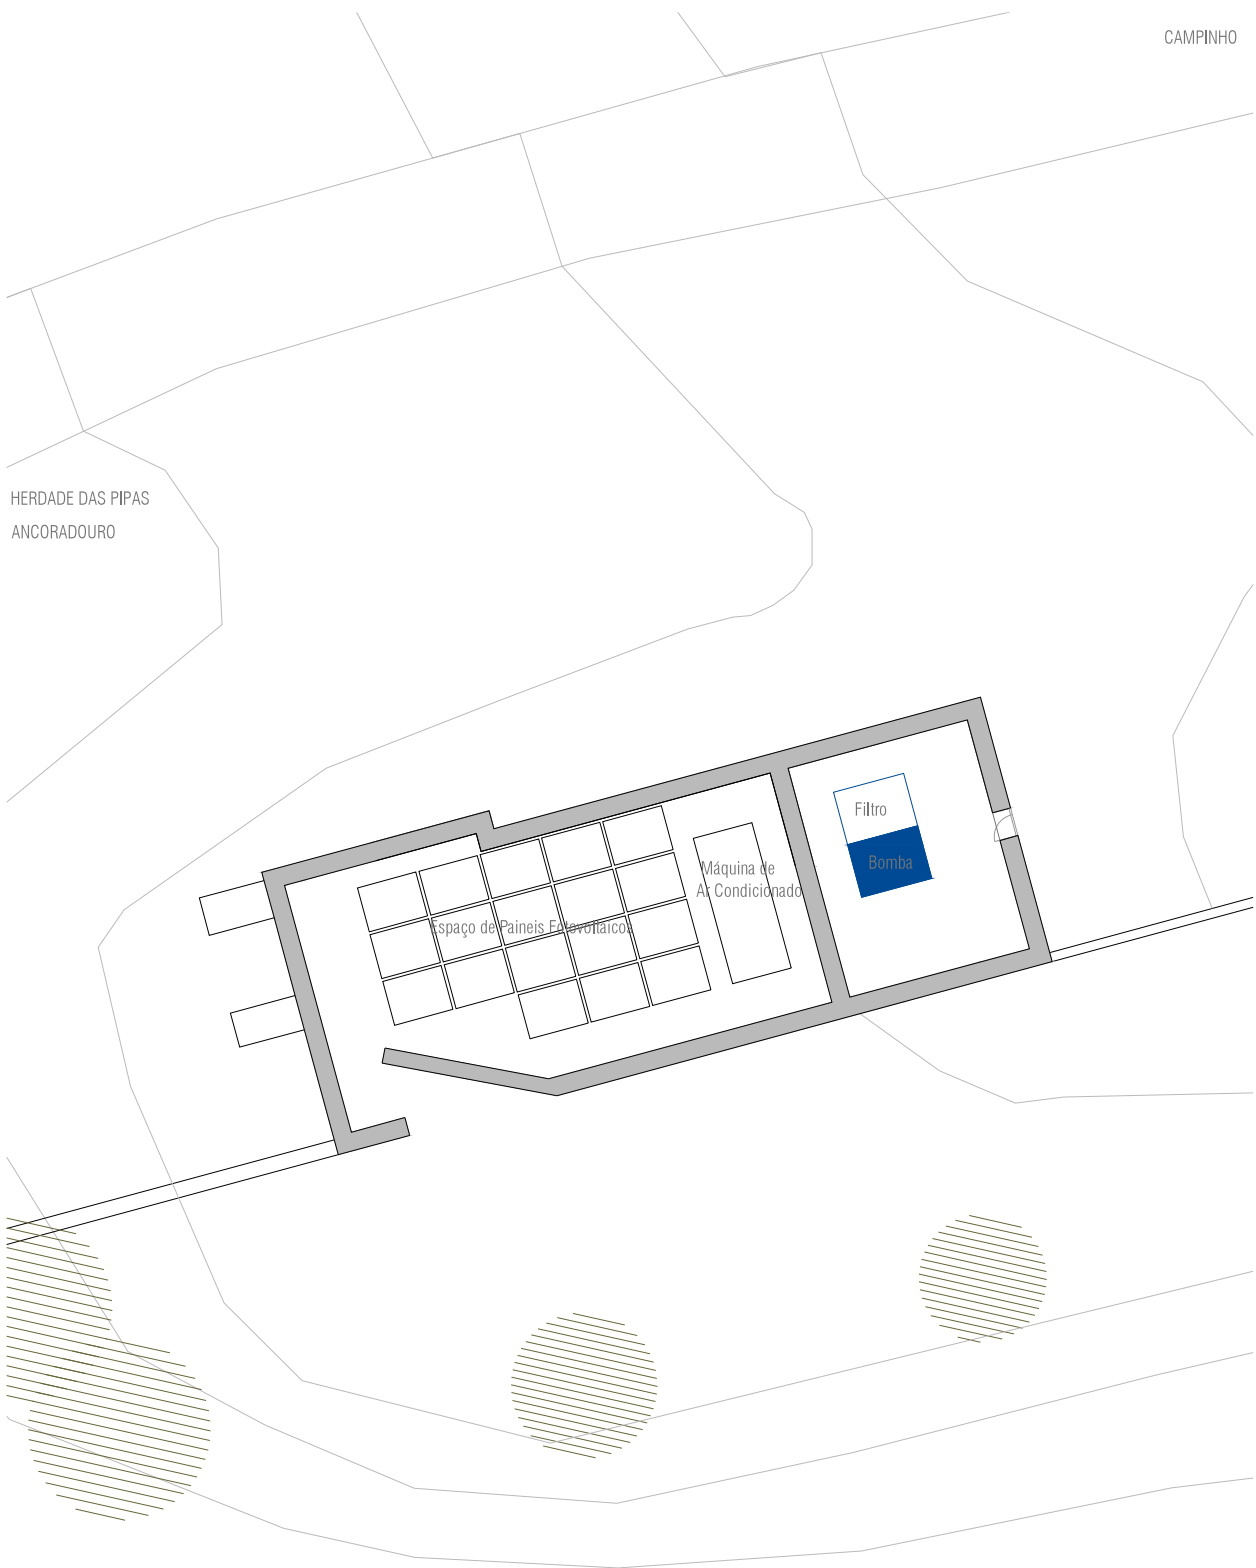 CAMPINHO
HERDADE DAS PIPAS
ANCORADOURO
Filtro
Bomba
Máquina de
Ar Condicionado
Espaço de Paineis Fotovoltaicos